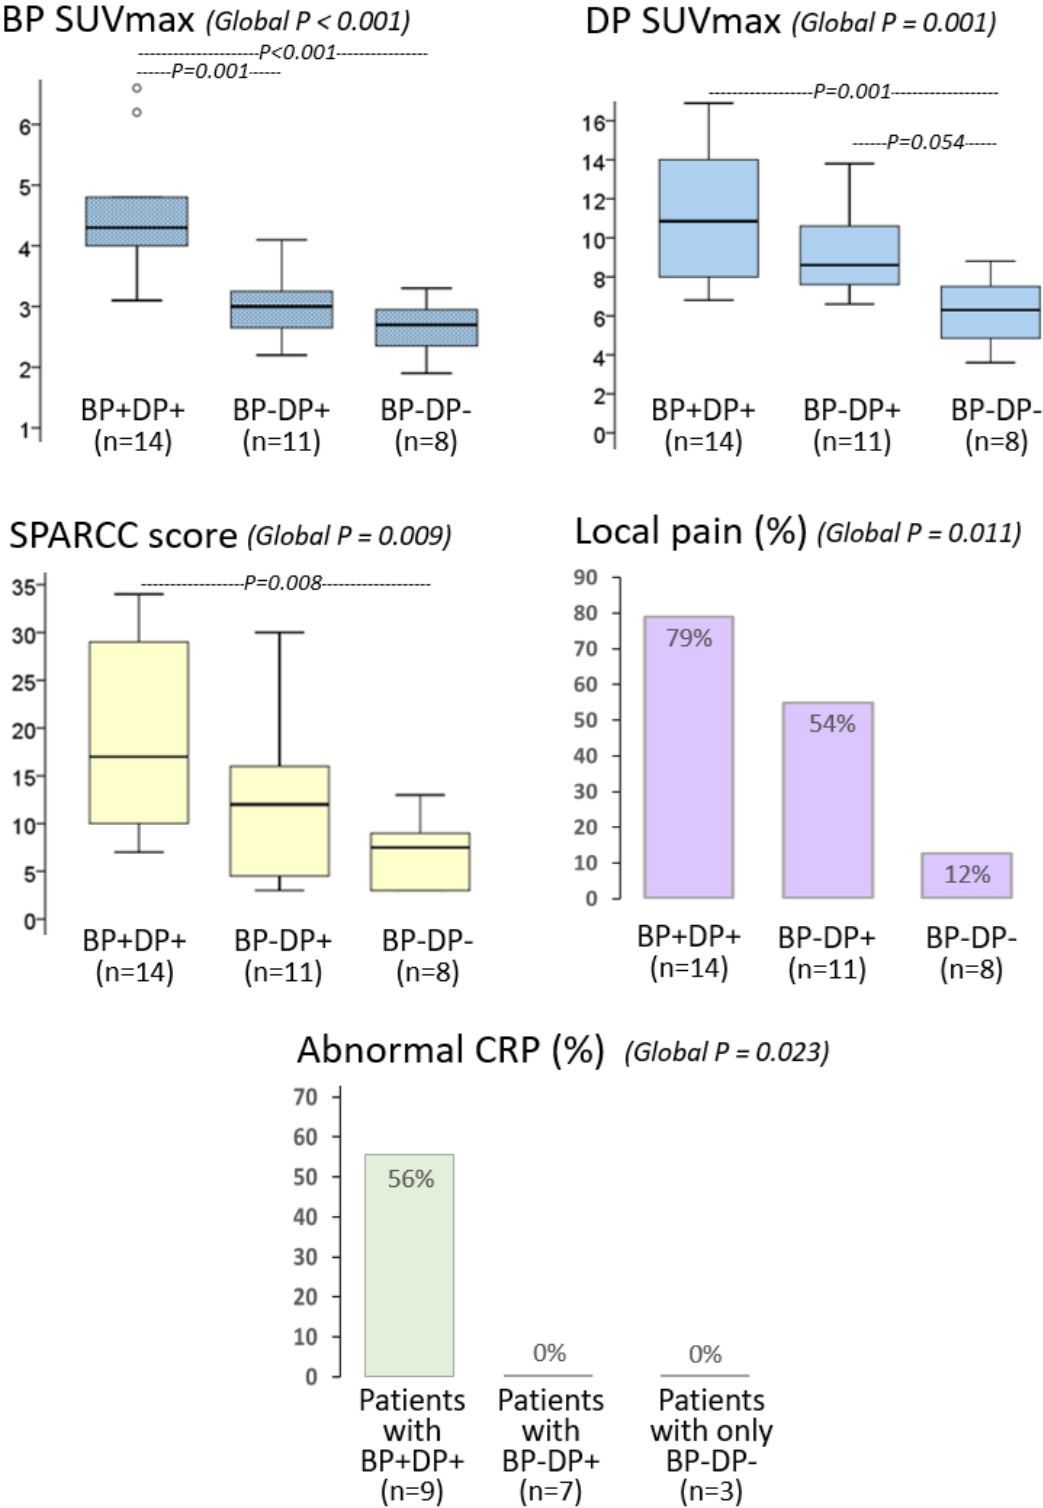 BP SUVmax (Global P < 0.001)
P<0.001
P=0.001
6
5
4
3
2
1
BP+DP+ BP-DP+ BP-DP-
(n=14) (n=11) (n=8)
DP SUVmax (Global P = 0.001)
P=0.001
P=0.054
16
14
12
10
8
6
4
2
0
BP+DP+ BP-DP+ BP-DP-
(n=14) (n=11) (n=8)
SPARCC score (Global P = 0.009)
P=0.008
35
30
25
20
15
10
5
0
BP+DP+ BP-DP+ BP-DP-
(n=14) (n=11) (n=8)
Local pain (%) (Global P = 0.011)
90
80
70
60
50
40
30
20
10
0
79%
54%
12%
BP+DP+ BP-DP+ BP-DP-
(n=14) (n=11) (n=8)
Abnormal CRP (%) (Global P = 0.023)
70
60
50
40
30
20
10
0
56%
0% 0%
Patients Patients Patients
with with with only
BP+DP+ BP-DP+ BP-DP-
(n=9) (n=7) (n=3)